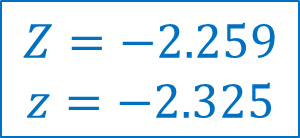 Z = −2.259
z = −2.325